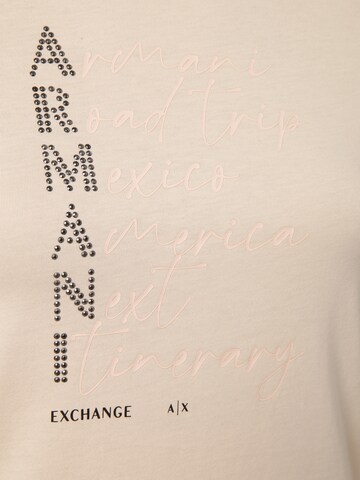 Armani
Road trip
Mexico
America
Next
Itinerary
EXCHANGE A|X